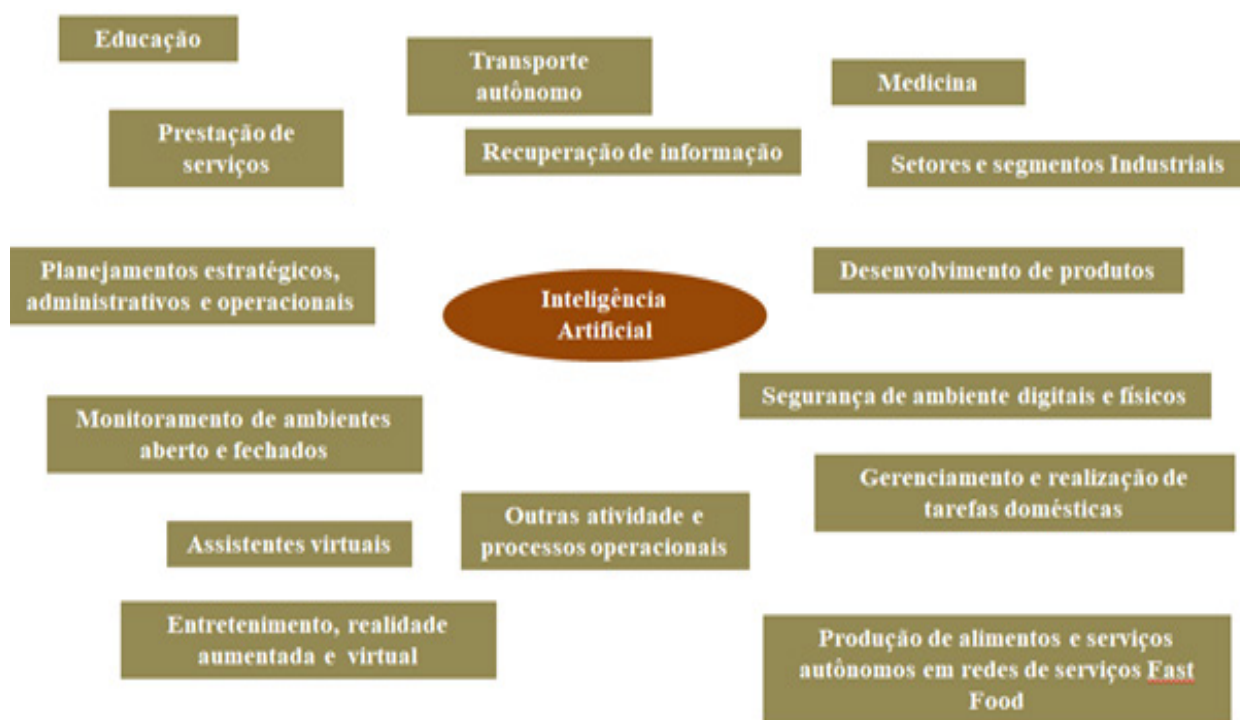 Educação
Transporte
autônomo
Medicina
Prestação de
serviços
Recuperação de informação
Setores e segmentos Industriais
Planejamentos estratégicos,
administrativos e operacionais
Inteligência
Artificial
Desenvolvimento de produtos
Monitoramento de ambientes
aberto e fechados
Segurança de ambiente digitais e físicos
Gerenciamento e realização de
tarefas domésticas
Outras atividade e
processos operacionais
Assistentes virtuais
Entretenimento, realidade
aumentada e virtual
Produção de alimentos e serviços
autônomos em redes de serviços Fast
Food